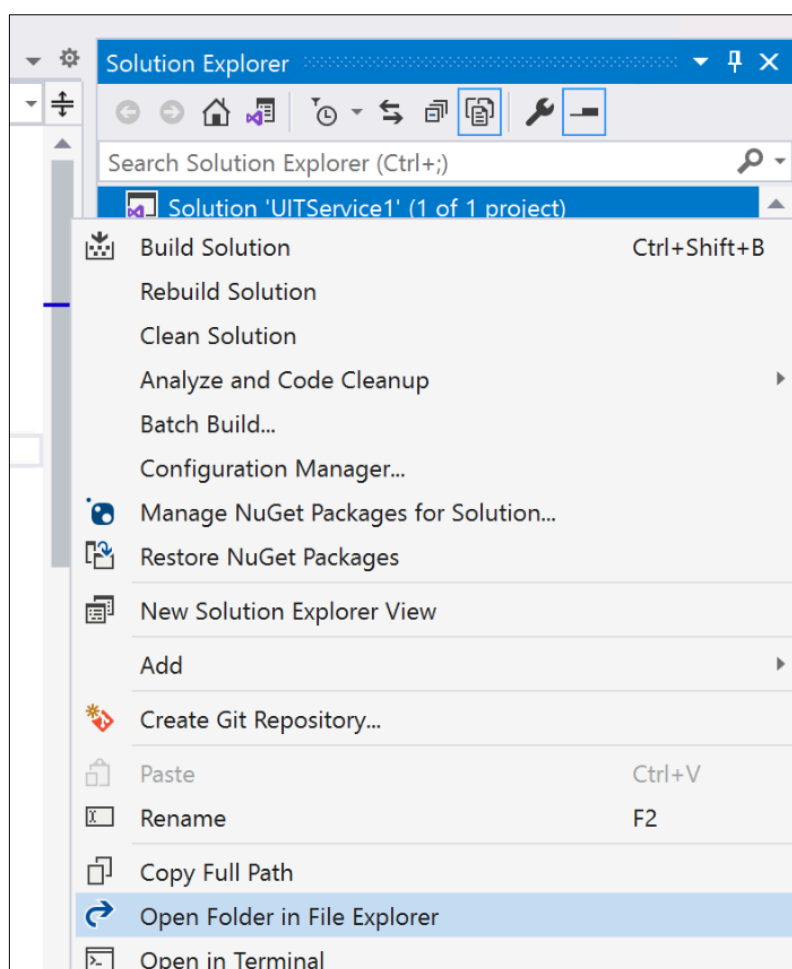 Solution Explorer
Search Solution Explorer (Ctrl+;)
Solution 'UITService1' (1 of 1 project)
Build Solution Ctrl+Shift+B
Rebuild Solution
Clean Solution
Analyze and Code Cleanup
Batch Build...
Configuration Manager...
Manage NuGet Packages for Solution...
Restore NuGet Packages
New Solution Explorer View
Add
Create Git Repository...
Paste Ctrl+V
Rename F2
Copy Full Path
Open Folder in File Explorer
Open in Terminal